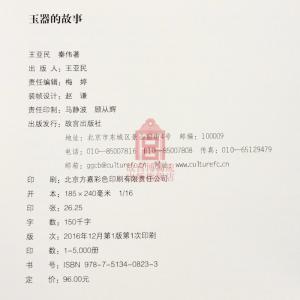 玉器的故事
王亚民 秦伟著
出 版 人：王亚民
责任编辑：梅 婷
装帧设计：赵 谦
责任印制：马静波 顾从辉
出版发行：故宫出版社
地址：北京市东城区景山前街4号 邮编：100009
电话：010-85007816 010-85007808 传真：010-65129479
邮箱：ggcb@culturefc.cn
印 刷：北京方嘉彩色印刷有限责任公司
开 本：185×240毫米 1/16
印 张：26.25
字 数：150千字
版 次：2016年12月第1版第1次印刷
印 数：1-5,000册
书 号：ISBN 978-7-5134-0823-3
定 价：96.00元